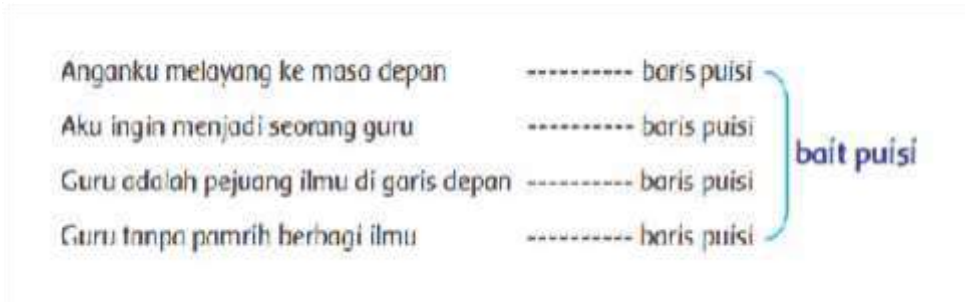 Anganku melayang ke masa depan ---------- baris puisi
Aku ingin menjadi seorang guru ---------- baris puisi
bait puisi
Guru adalah pejuang ilmu di garis depan ---------- baris puisi
Guru tanpa pamrih berbagi ilmu ---------- baris puisi